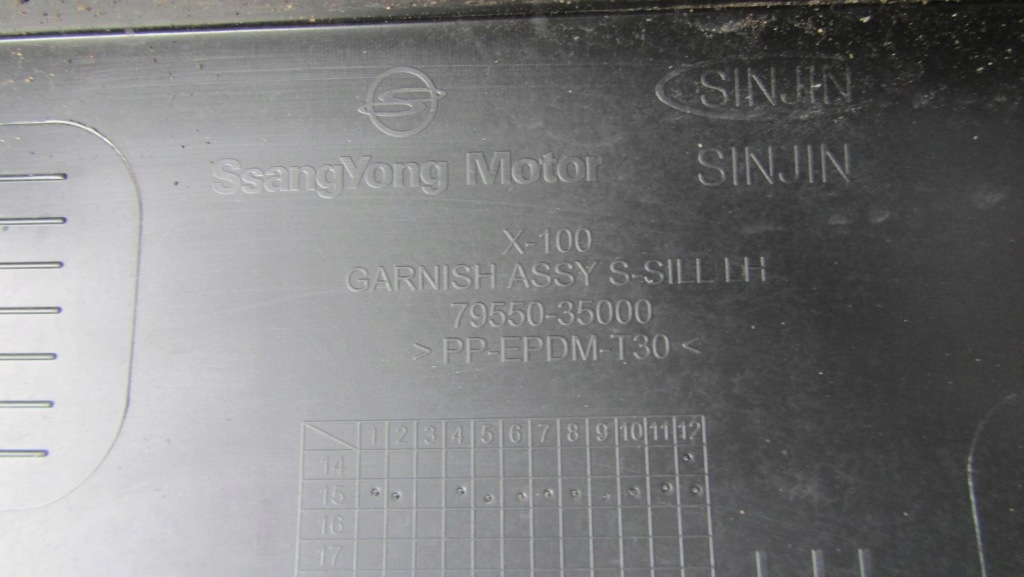 SINJIN
SsangYong Motor SINJIN
X-100
GARNISH ASSY S-SILL LH
79550-35000
> PP-EPDM-T30 <
1 2 3 4 5 6 7 8 9 10 11 12
14
15
16
17